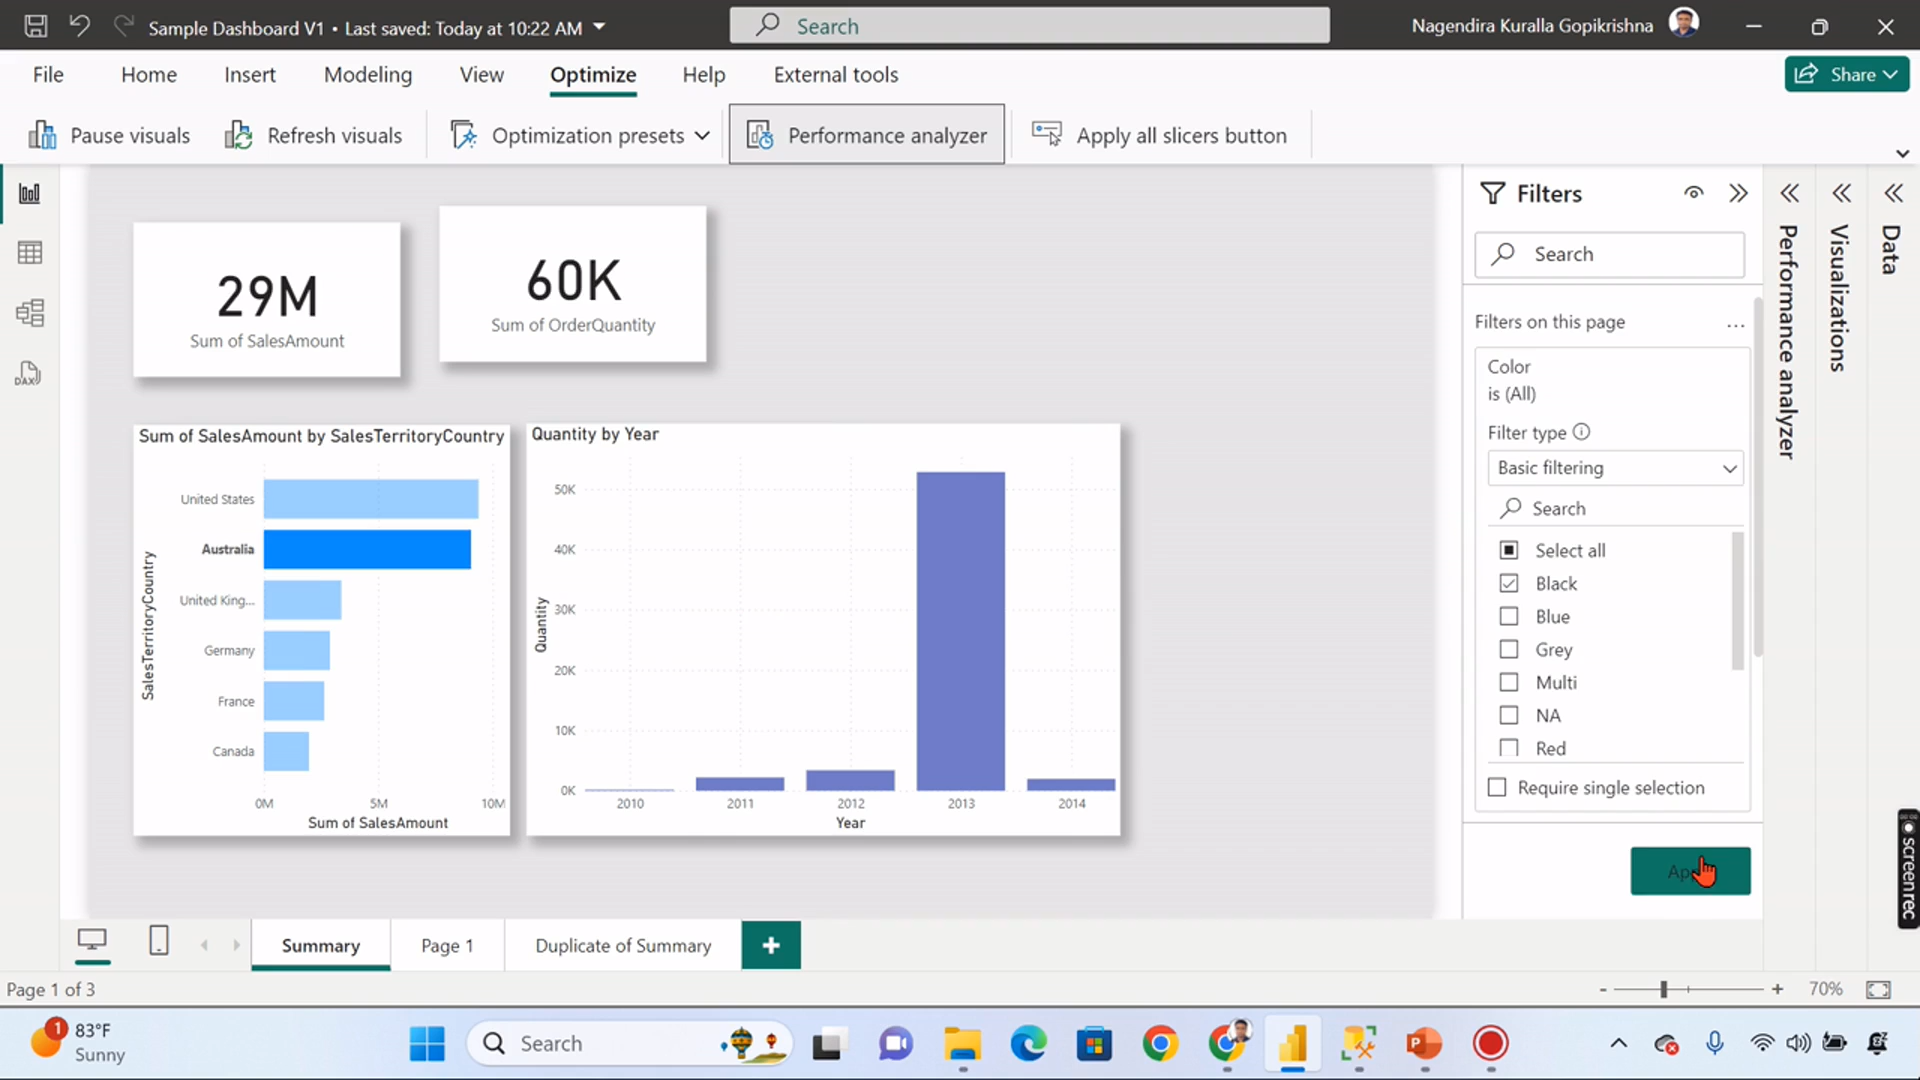 Sample Dashboard V1 • Last saved: Today at 10:22 AM
Search
Nagendira Kuralla Gopikrishna
File Home Insert Modeling View Optimize Help External tools
Share
Pause visuals Refresh visuals Optimization presets Performance analyzer Apply all slicers button
DAX
29M
Sum of SalesAmount
60K
Sum of OrderQuantity
Sum of SalesAmount by SalesTerritoryCountry
SalesTerritoryCountry
United States
Australia
United King...
Germany
France
Canada
0M 5M 10M
Sum of SalesAmount
Quantity by Year
Quantity
50K
40K
30K
20K
10K
0K
2010 2011 2012 2013 2014
Year
Filters
Search
Filters on this page ...
Color
is (All)
Filter type
Basic filtering
Search
Select all
Black
Blue
Grey
Multi
NA
Red
Require single selection
Performance analyzer
Visualizations
Data
screenrec
Summary Page 1 Duplicate of Summary +
Page 1 of 3
- + 70%
1
83°F
Sunny
Search